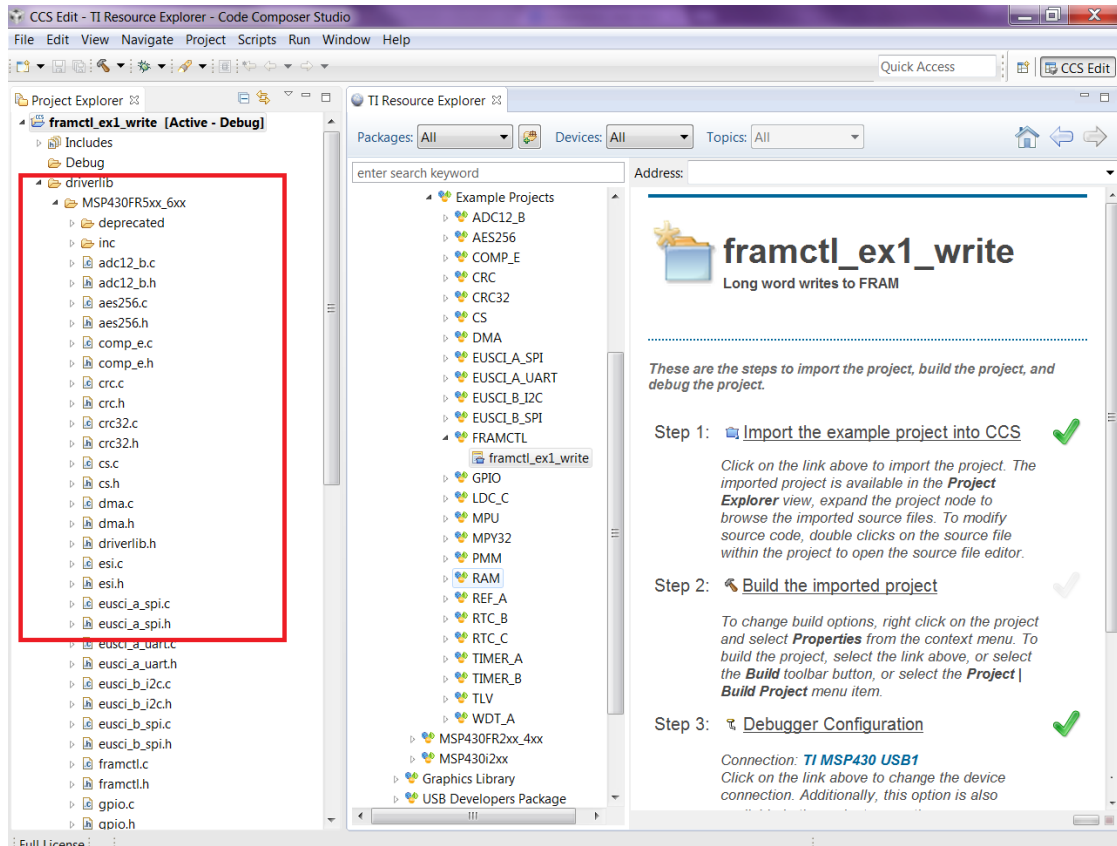 CCS Edit - TI Resource Explorer - Code Composer Studio
File Edit View Navigate Project Scripts Run Window Help
Quick Access
CCS Edit
Project Explorer
framctl_ex1_write [Active - Debug]
Includes
Debug
driverlib
MSP430FR5xx_6xx
deprecated
inc
adc12_b.c
adc12_b.h
aes256.c
aes256.h
comp_e.c
comp_e.h
crc.c
crc.h
crc32.c
crc32.h
cs.c
cs.h
dma.c
dma.h
driverlib.h
esi.c
esi.h
eusci_a_spi.c
eusci_a_spi.h
eusci_a_uart.c
eusci_a_uart.h
eusci_b_i2c.c
eusci_b_i2c.h
eusci_b_spi.c
eusci_b_spi.h
framctl.c
framctl.h
gpio.c
gpio.h
TI Resource Explorer
Packages: All Devices: All Topics: All
enter search keyword
Example Projects
ADC12_B
AES256
COMP_E
CRC
CRC32
CS
DMA
EUSCI_A_SPI
EUSCI_A_UART
EUSCI_B_I2C
EUSCI_B_SPI
FRAMCTL
framctl_ex1_write
GPIO
LDC_C
MPU
MPY32
PMM
RAM
REF_A
RTC_B
RTC_C
TIMER_A
TIMER_B
TLV
WDT_A
MSP430FR2xx_4xx
MSP430i2xx
Graphics Library
USB Developers Package
Address:
framctl_ex1_write
Long word writes to FRAM
These are the steps to import the project, build the project, and
debug the project.
Step 1: Import the example project into CCS
Click on the link above to import the project. The
imported project is available in the Project
Explorer view, expand the project node to
browse the imported source files. To modify
source code, double clicks on the source file
within the project to open the source file editor.
Step 2: Build the imported project
To change build options, right click on the project
and select Properties from the context menu. To
build the project, select the link above, or select
the Build toolbar button, or select the Project |
Build Project menu item.
Step 3: Debugger Configuration
Connection: TI MSP430 USB1
Click on the link above to change the device
connection. Additionally, this option is also
Full License